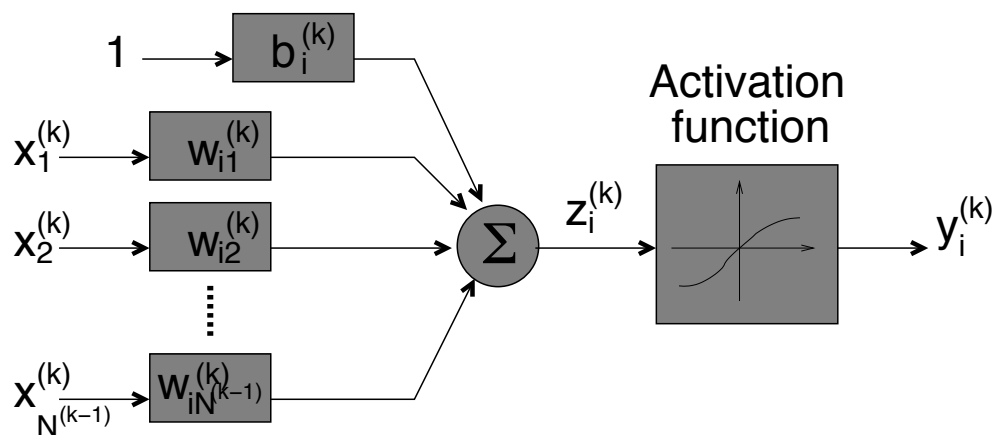 1
b_i^(k)
Activation
function
x_1^(k)
w_i1^(k)
x_2^(k)
w_i2^(k)
Σ
z_i^(k)
y_i^(k)
x_N^(k-1)^(k)
w_iN^(k-1)^(k)